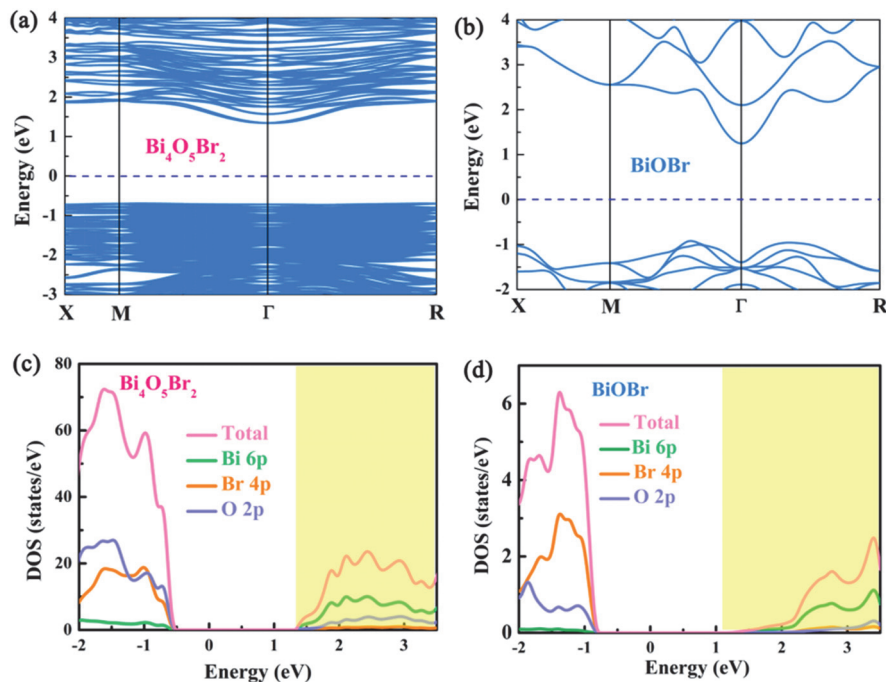 (a)
4
3
2
1
0
-1
-2
-3
Energy (eV)
Bi₄O₅Br₂
X M Γ R
(b)
4
3
2
1
0
-1
-2
Energy (eV)
BiOBr
X M Γ R
(c)
80
60
40
20
0
DOS (states/eV)
Bi₄O₅Br₂
Total
Bi 6p
Br 4p
O 2p
-2 -1 0 1 2 3
Energy (eV)
(d)
6
4
2
0
DOS (states/eV)
BiOBr
Total
Bi 6p
Br 4p
O 2p
-2 -1 0 1 2 3
Energy (eV)